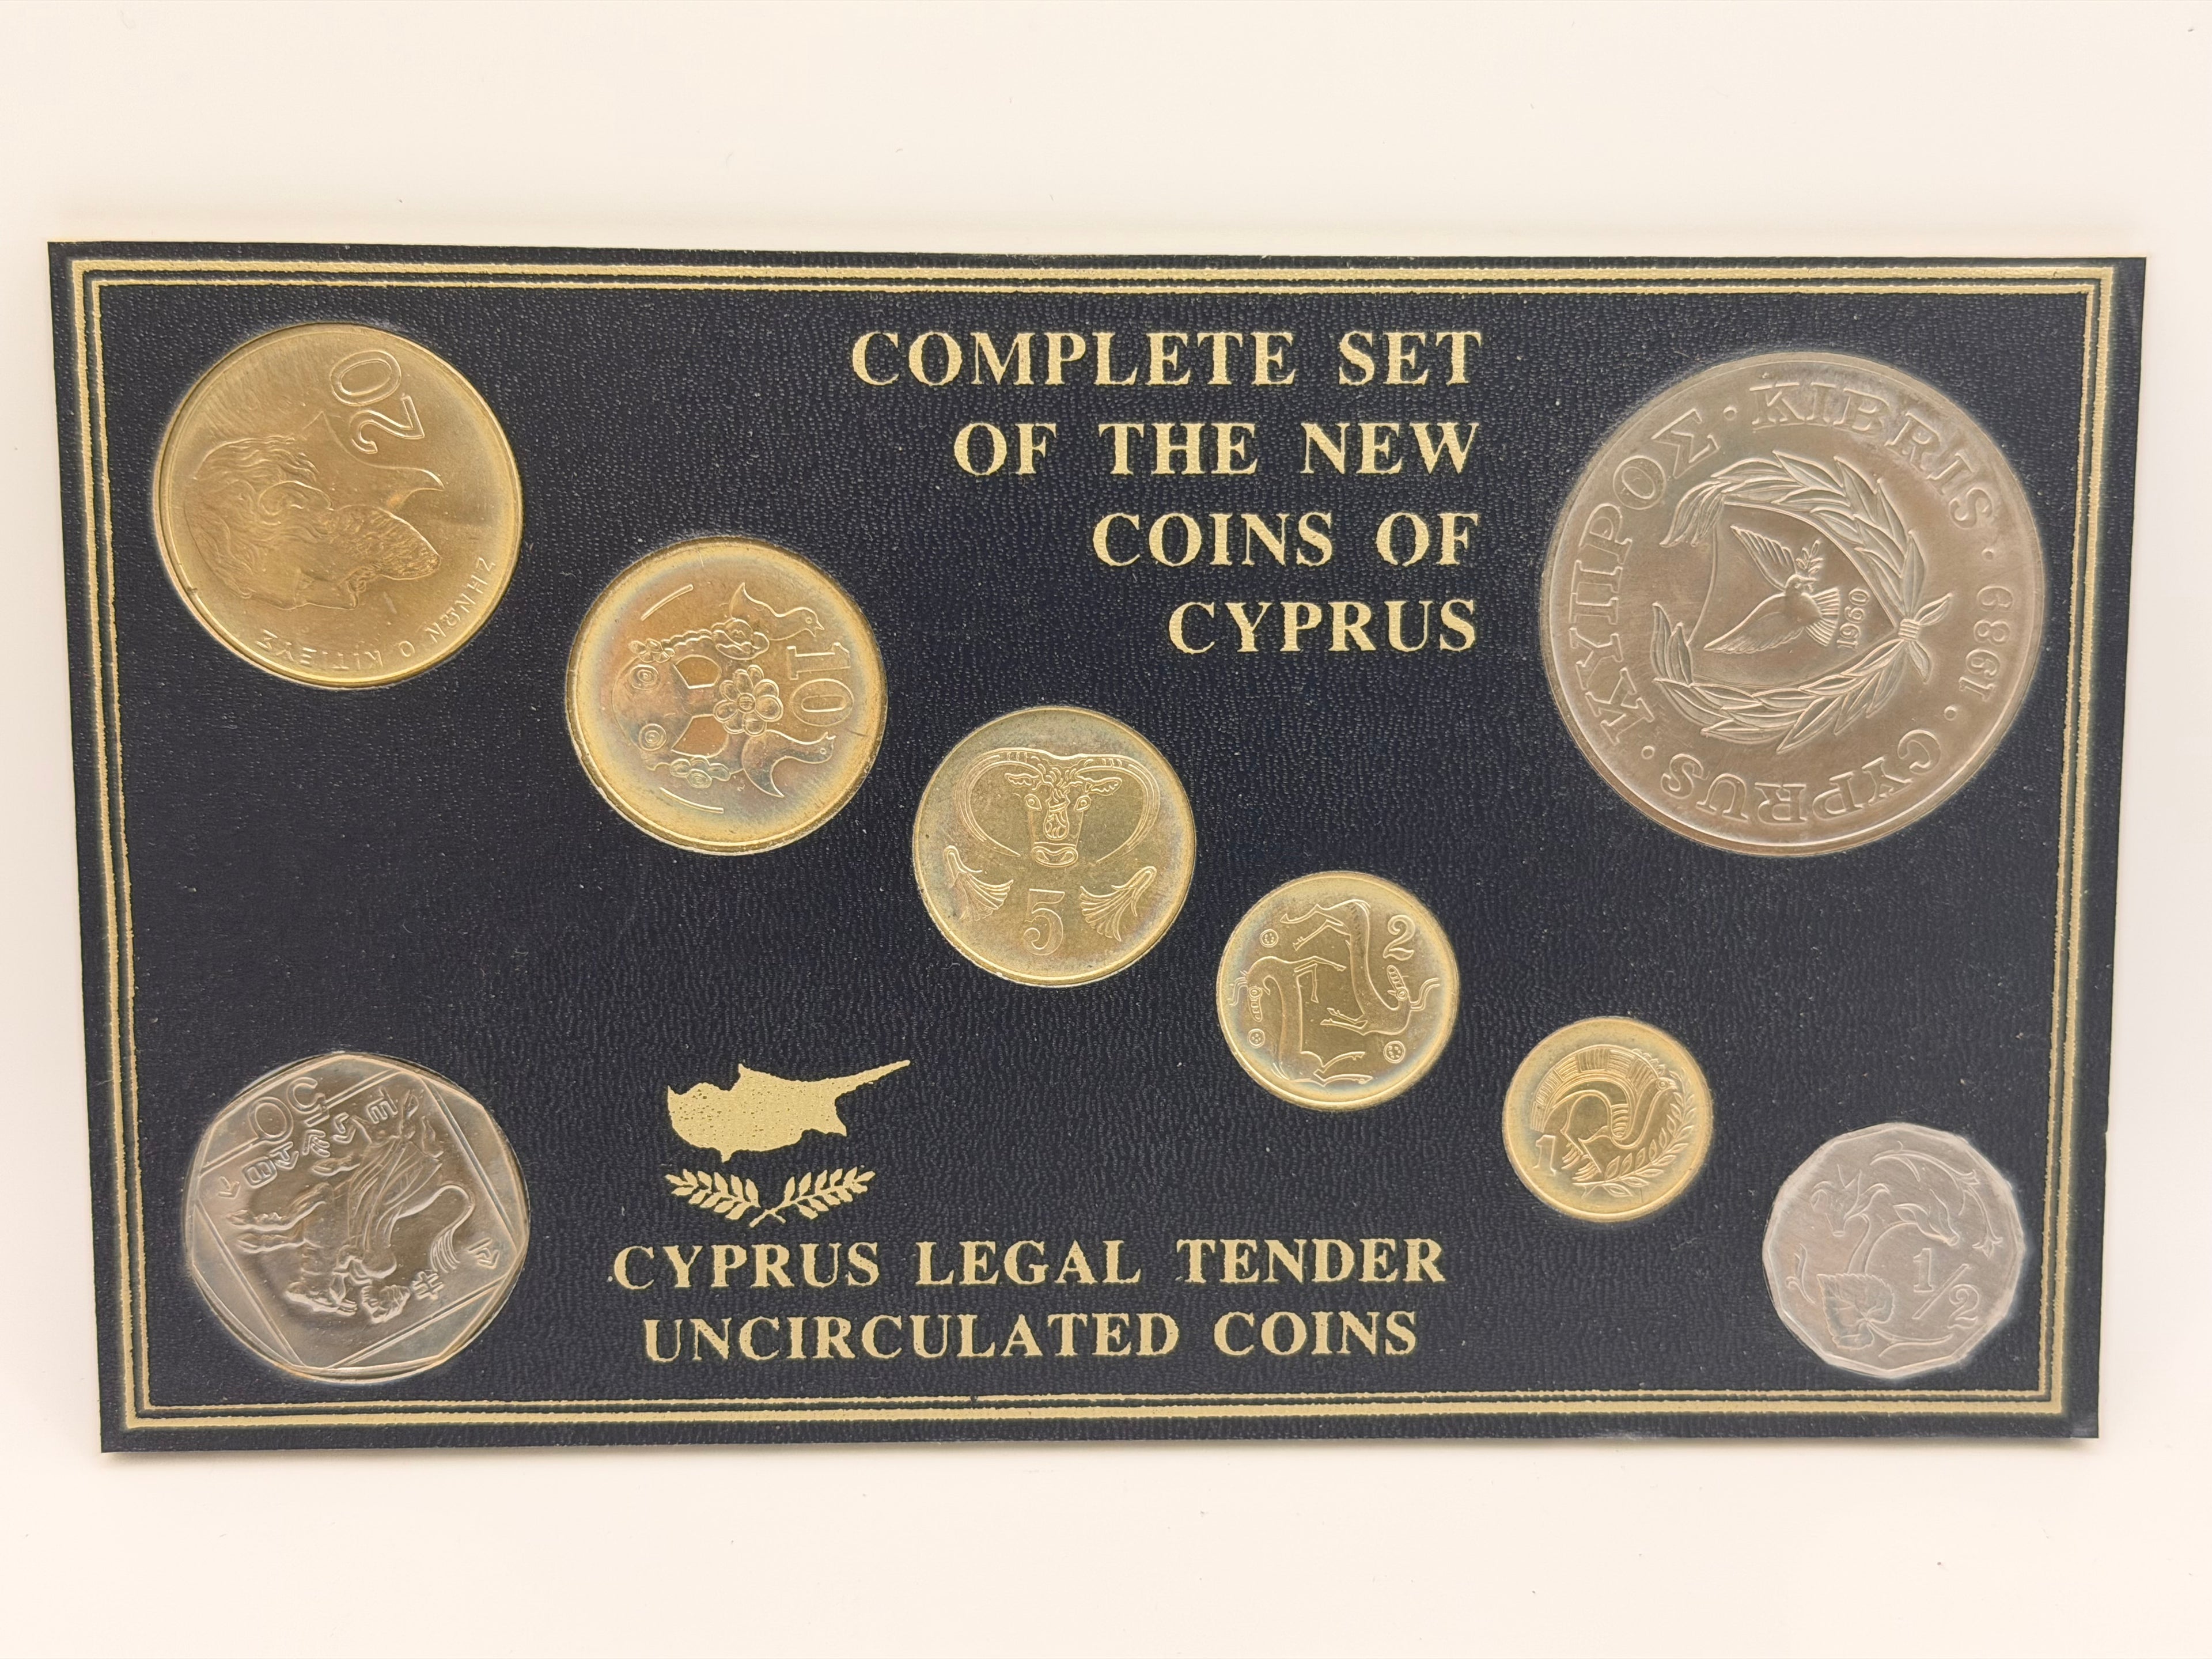 COMPLETE SET
OF THE NEW
COINS OF
CYPRUS
20
ΖΗΝΩΝ Ο ΚΙΤΙΕΥΣ
10
5
2
1
1/2
50
ΚΥΠΡΟΣ · KIBRIS · 1989 · CYPRUS ·
1960
CYPRUS LEGAL TENDER
UNCIRCULATED COINS